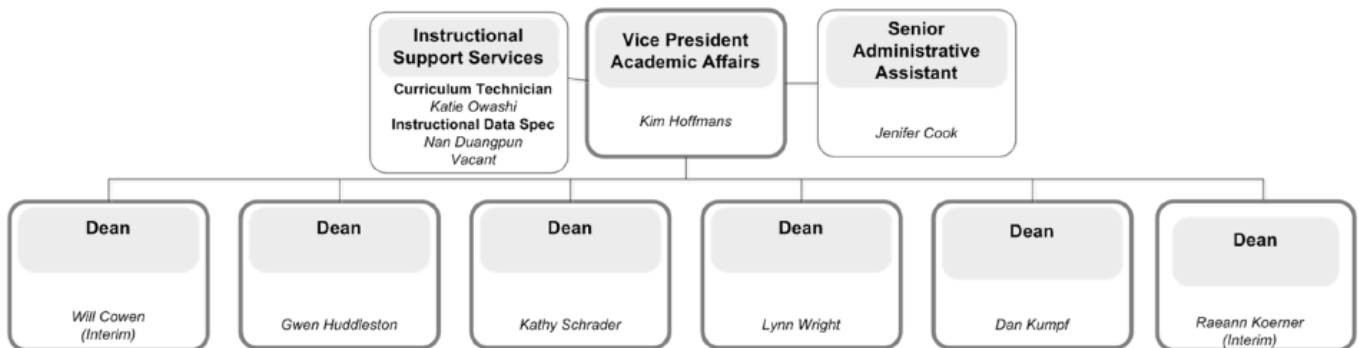 Instructional
Support Services
Curriculum Technician
Katie Owashi
Instructional Data Spec
Nan Duangpun
Vacant
Vice President
Academic Affairs
Kim Hoffmans
Senior
Administrative
Assistant
Jenifer Cook
Dean
Will Cowen
(Interim)
Dean
Gwen Huddleston
Dean
Kathy Schrader
Dean
Lynn Wright
Dean
Dan Kumpf
Dean
Raeann Koerner
(Interim)